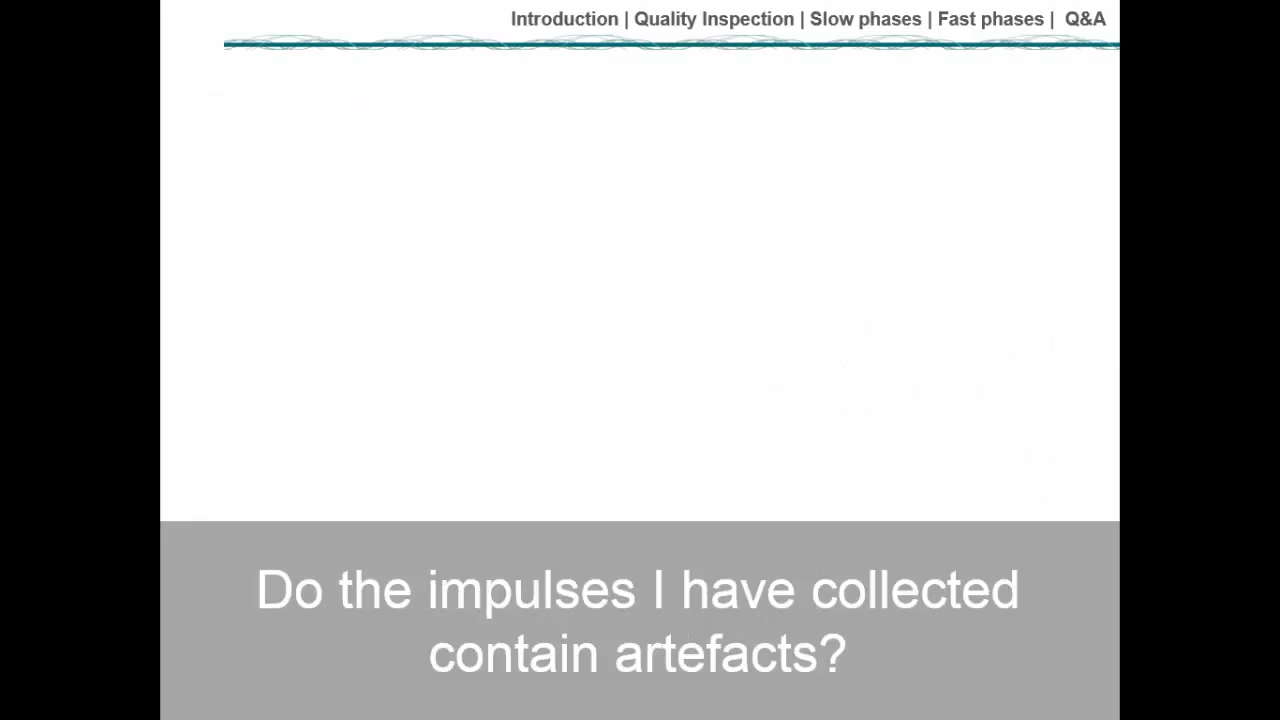 Introduction | Quality Inspection | Slow phases | Fast phases | Q&A
Do the impulses I have collected
contain artefacts?